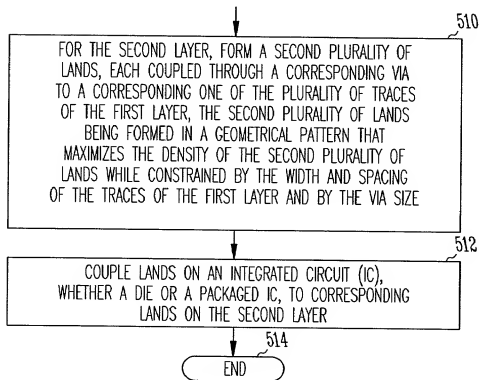 510
FOR THE SECOND LAYER, FORM A SECOND PLURALITY OF
LANDS, EACH COUPLED THROUGH A CORRESPONDING VIA
TO A CORRESPONDING ONE OF THE PLURALITY OF TRACES
OF THE FIRST LAYER, THE SECOND PLURALITY OF LANDS
BEING FORMED IN A GEOMETRICAL PATTERN THAT
MAXIMIZES THE DENSITY OF THE SECOND PLURALITY OF
LANDS WHILE CONSTRAINED BY THE WIDTH AND SPACING
OF THE TRACES OF THE FIRST LAYER AND BY THE VIA SIZE
512
COUPLE LANDS ON AN INTEGRATED CIRCUIT (IC),
WHETHER A DIE OR A PACKAGED IC, TO CORRESPONDING
LANDS ON THE SECOND LAYER
514
END